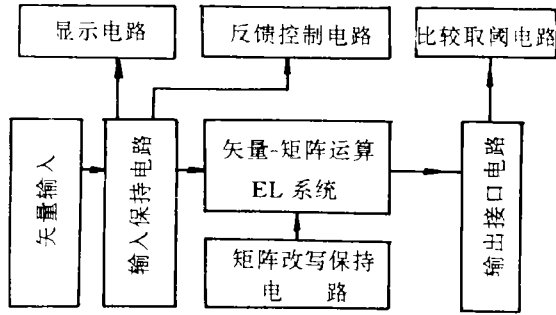 显示电路
反馈控制电路
比较取阈电路
矢量输入
输入保持电路
矢量-矩阵运算
EL 系统
矩阵改写保持
电 路
输出接口电路